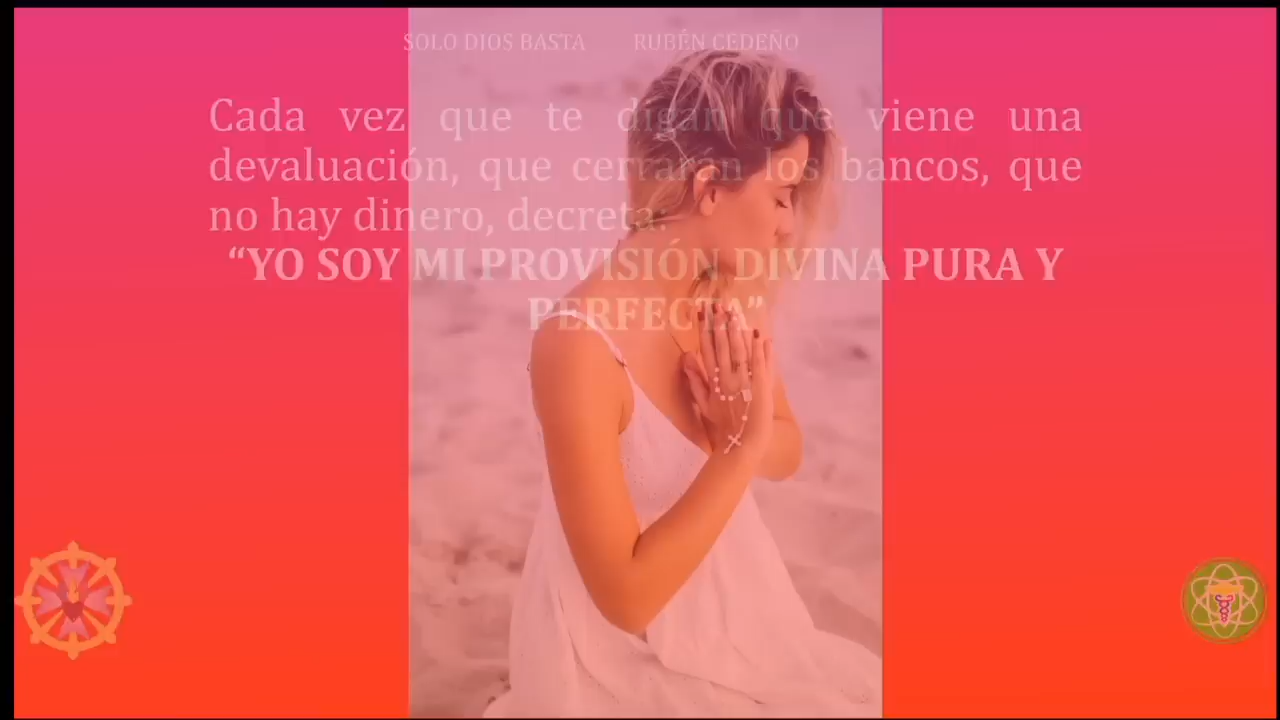 SOLO DIOS BASTA RUBÉN CEDEÑO
Cada vez que te digan que viene una
devaluación, que cerrarán los bancos, que
no hay dinero, decreta:
“YO SOY MI PROVISIÓN DIVINA PURA Y
PERFECTA”